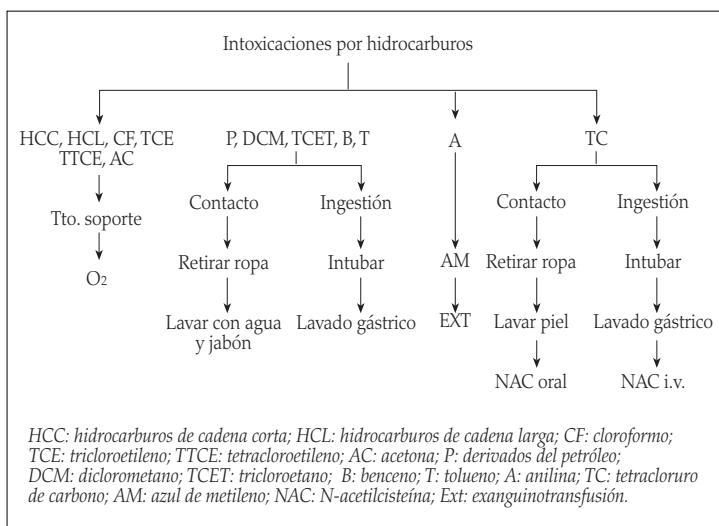 Intoxicaciones por hidrocarburos
HCC, HCL, CF, TCE
TTCE, AC
P, DCM, TCET, B, T
A
TC
Tto. soporte
Contacto
Ingestión
Contacto
Ingestión
O2
Retirar ropa
Intubar
AM
Retirar ropa
Intubar
Lavar con agua
y jabón
Lavado gástrico
EXT
Lavar piel
Lavado gástrico
NAC oral
NAC i.v.
HCC: hidrocarburos de cadena corta; HCL: hidrocarburos de cadena larga; CF: cloroformo;
TCE: tricloroetileno; TTCE: tetracloroetileno; AC: acetona; P: derivados del petróleo;
DCM: diclorometano; TCET: tricloroetano; B: benceno; T: tolueno; A: anilina; TC: tetracloruro
de carbono; AM: azul de metileno; NAC: N-acetilcisteína; Ext: exanguinotransfusión.